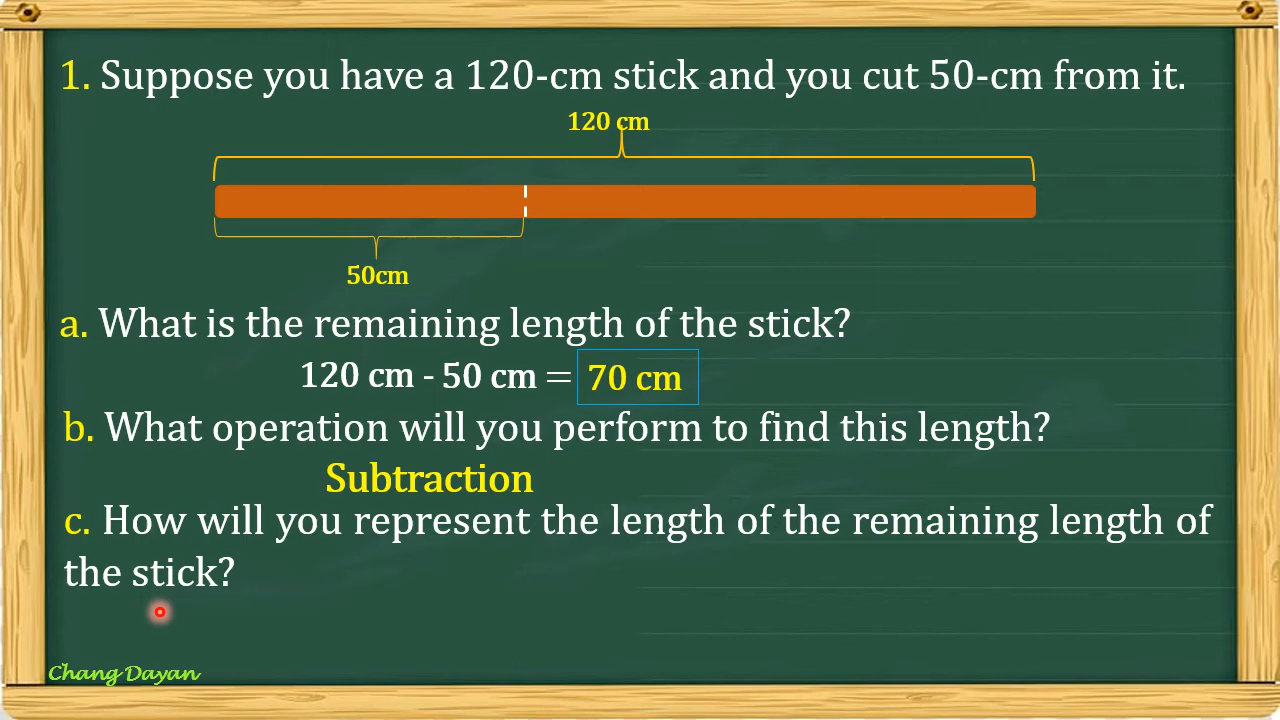 1. Suppose you have a 120-cm stick and you cut 50-cm from it.
120 cm
50cm
a. What is the remaining length of the stick?
120 cm - 50 cm = 70 cm
b. What operation will you perform to find this length?
Subtraction
c. How will you represent the length of the remaining length of
the stick?
Chang Dayan